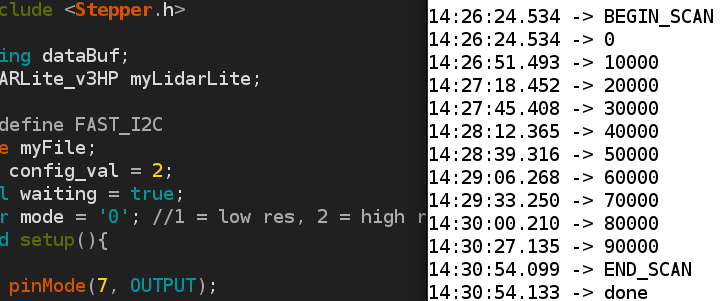 clude <Stepper.h>
ing dataBuf;
ARLite_v3HP myLidarLite;
define FAST_I2C
e myFile;
config_val = 2;
l waiting = true;
r mode = '0'; //1 = low res, 2 = high r
d setup(){
pinMode(7, OUTPUT);
14:26:24.534 -> BEGIN_SCAN
14:26:24.534 -> 0
14:26:51.493 -> 10000
14:27:18.452 -> 20000
14:27:45.408 -> 30000
14:28:12.365 -> 40000
14:28:39.316 -> 50000
14:29:06.268 -> 60000
14:29:33.250 -> 70000
14:30:00.210 -> 80000
14:30:27.135 -> 90000
14:30:54.099 -> END_SCAN
14:30:54.133 -> done